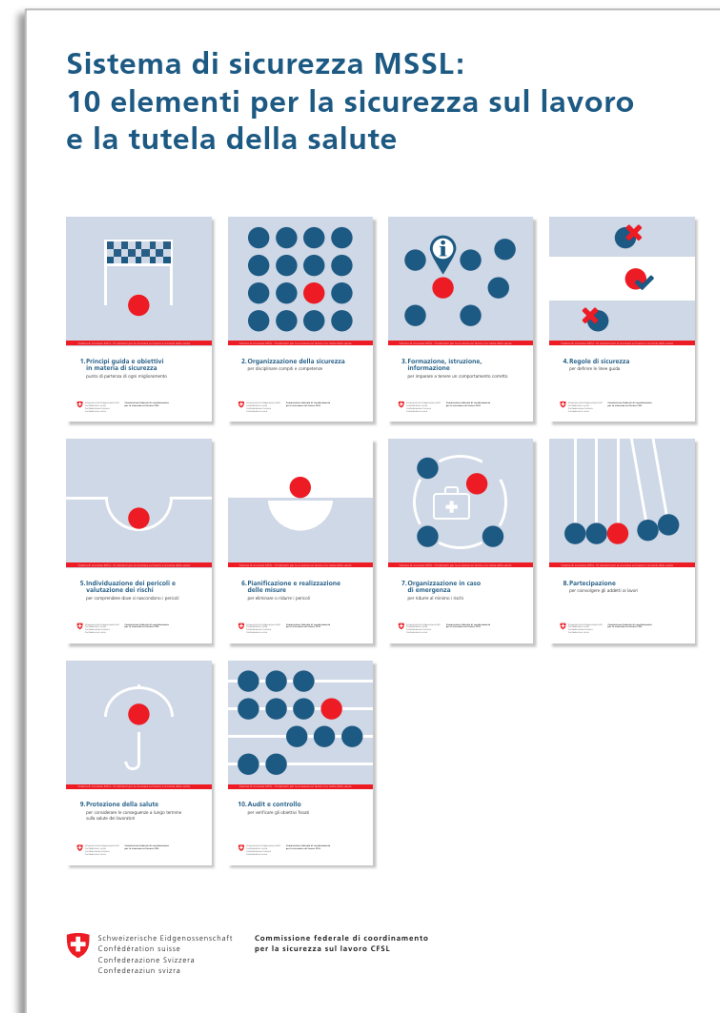 Sistema di sicurezza MSSL:
10 elementi per la sicurezza sul lavoro
e la tutela della salute
1. Principi guida e obiettivi
in materia di sicurezza
punto di partenza di ogni miglioramento
2. Organizzazione della sicurezza
per disciplinare compiti e competenze
3. Formazione, istruzione,
informazione
per imparare a tenere un comportamento corretto
4. Regole di sicurezza
per definire le linee guida
5. Individuazione dei pericoli e
valutazione dei rischi
per comprendere dove si nascondono i pericoli
6. Pianificazione e realizzazione
delle misure
per eliminare o ridurre i pericoli
7. Organizzazione in caso
di emergenza
per ridurre al minimo i rischi
8. Partecipazione
per coinvolgere gli addetti ai lavori
9. Protezione della salute
per considerare le conseguenze a lungo termine
sulla salute dei lavoratori
10. Audit e controllo
per verificare gli obiettivi fissati
Schweizerische Eidgenossenschaft
Confédération suisse
Confederazione Svizzera
Confederaziun svizra
Commissione federale di coordinamento
per la sicurezza sul lavoro CFSL